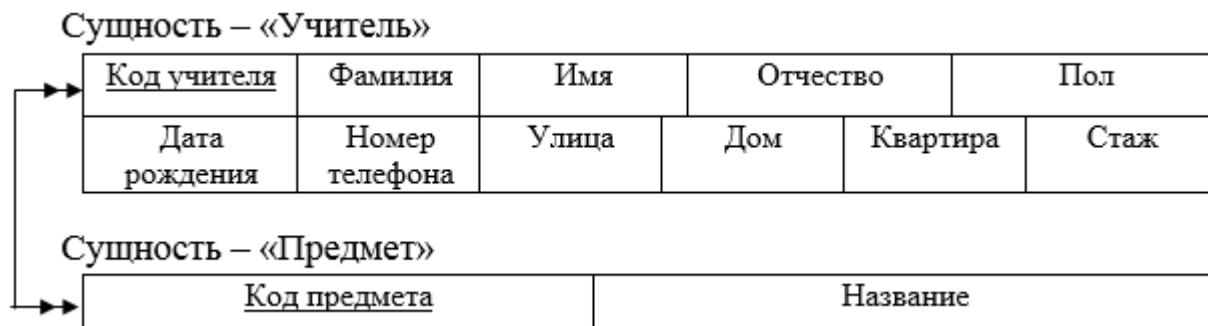 Сущность – «Учитель»
Код учителя Фамилия Имя Отчество Пол
Дата Номер Улица Дом Квартира Стаж
рождения телефона
Сущность – «Предмет»
Код предмета Название